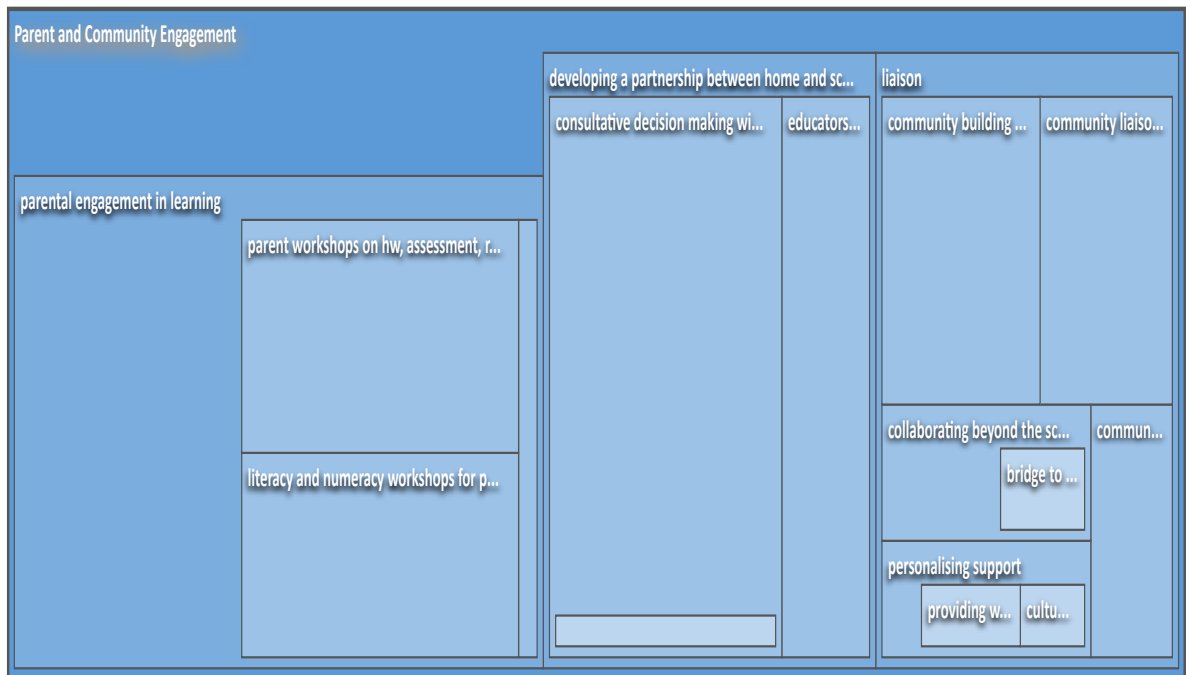 Parent and Community Engagement
developing a partnership between home and sc...
liaison
consultative decision making wi...
educators...
community building ...
community liaiso...
parental engagement in learning
parent workshops on hw, assessment, r...
literacy and numeracy workshops for p...
collaborating beyond the sc...
commun...
bridge to ...
personalising support
providing w...
cultu...